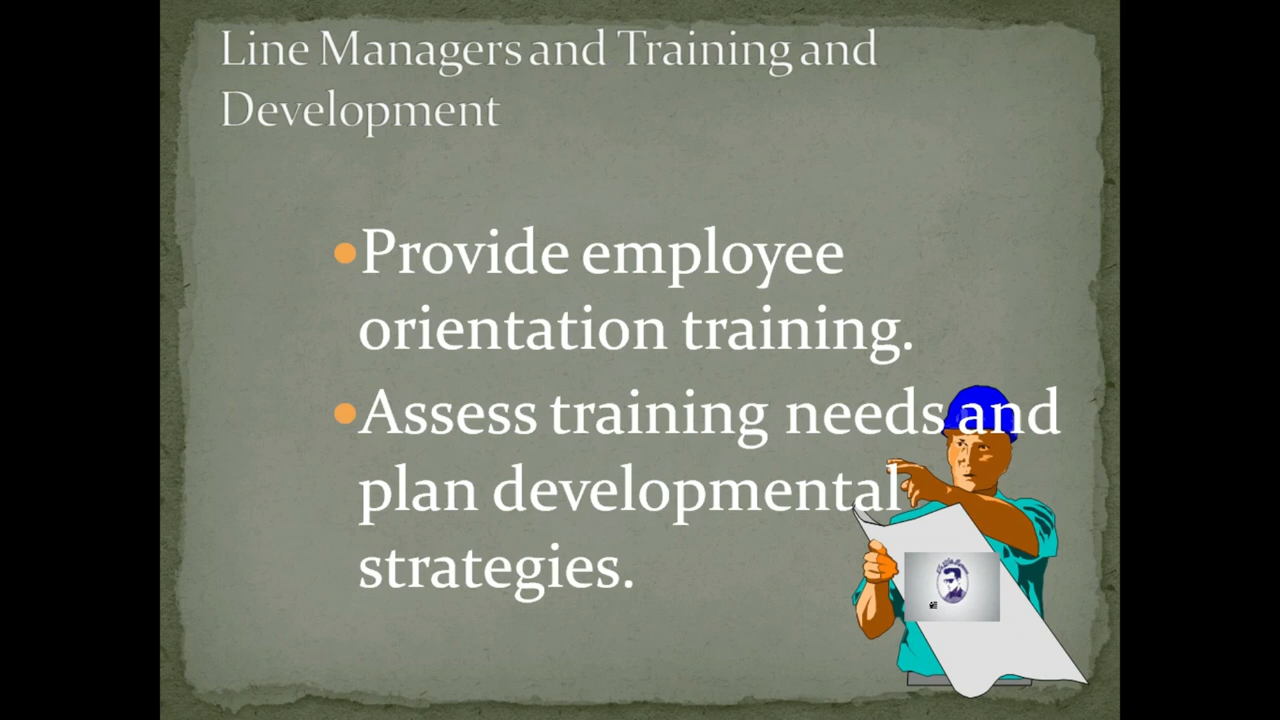 Line Managers and Training and
Development
•Provide employee
orientation training.
•Assess training needs and
plan developmental
strategies.